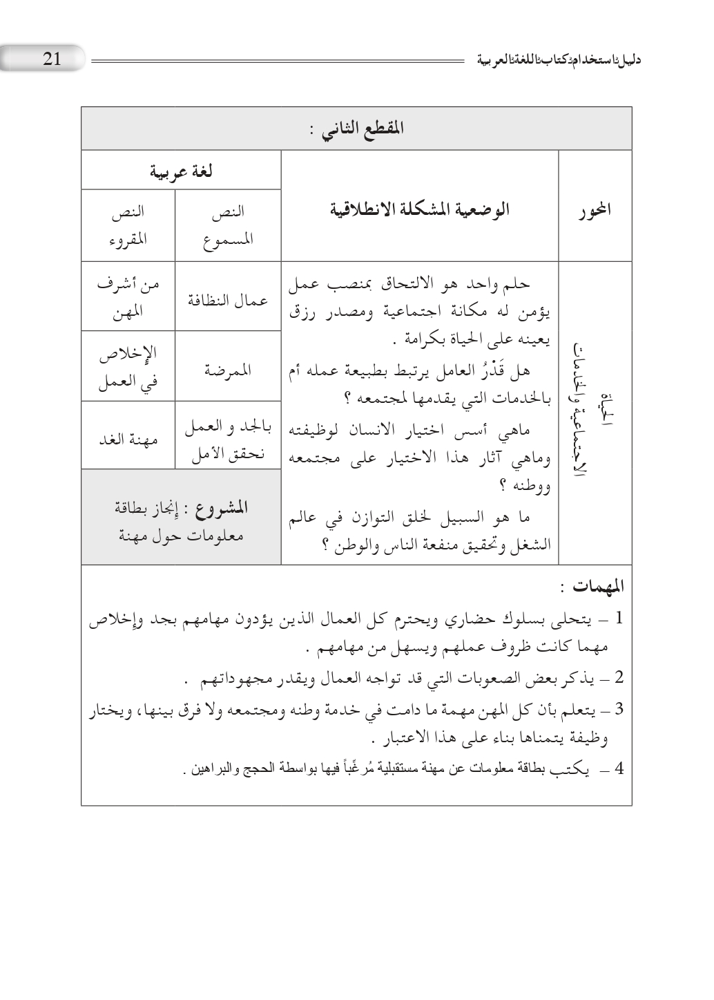 دليل استخدام كتاب اللغة العربية
21
المقطع الثاني :
المحور
الوضعية المشكلة الانطلاقية
لغة عربية
النص
المسموع
النص
المقروء
الحياة
الاجتماعية والخدمات
حلم واحد هو الالتحاق بمنصب عمل
يؤمن له مكانة اجتماعية ومصدر رزق
يعينه على الحياة بكرامة .
هل قَدْرُ العامل يرتبط بطبيعة عمله أم
بالخدمات التي يقدمها لمجتمعه ؟
ماهي أسس اختيار الانسان لوظيفته
وماهي آثار هذا الاختيار على مجتمعه
ووطنه ؟
ما هو السبيل لخلق التوازن في عالم
الشغل وتحقيق منفعة الناس والوطن ؟
عمال النظافة
من أشرف
المهن
الممرضة
الإخلاص
في العمل
بالجد و العمل
نحقق الأمل
مهنة الغد
المشروع : إنجاز بطاقة
معلومات حول مهنة
المهمات :
1 – يتحلى بسلوك حضاري ويحترم كل العمال الذين يؤدون مهامهم بجد وإخلاص
مهما كانت ظروف عملهم ويسهل من مهامهم .
2 – يذكر بعض الصعوبات التي قد تواجه العمال ويقدر مجهوداتهم .
3 – يتعلم بأن كل المهن مهمة ما دامت في خدمة وطنه ومجتمعه ولا فرق بينها، ويختار
وظيفة يتمناها بناء على هذا الاعتبار .
4 – يكتب بطاقة معلومات عن مهنة مستقبلية مُرغِّباً فيها بواسطة الحجج والبراهين .